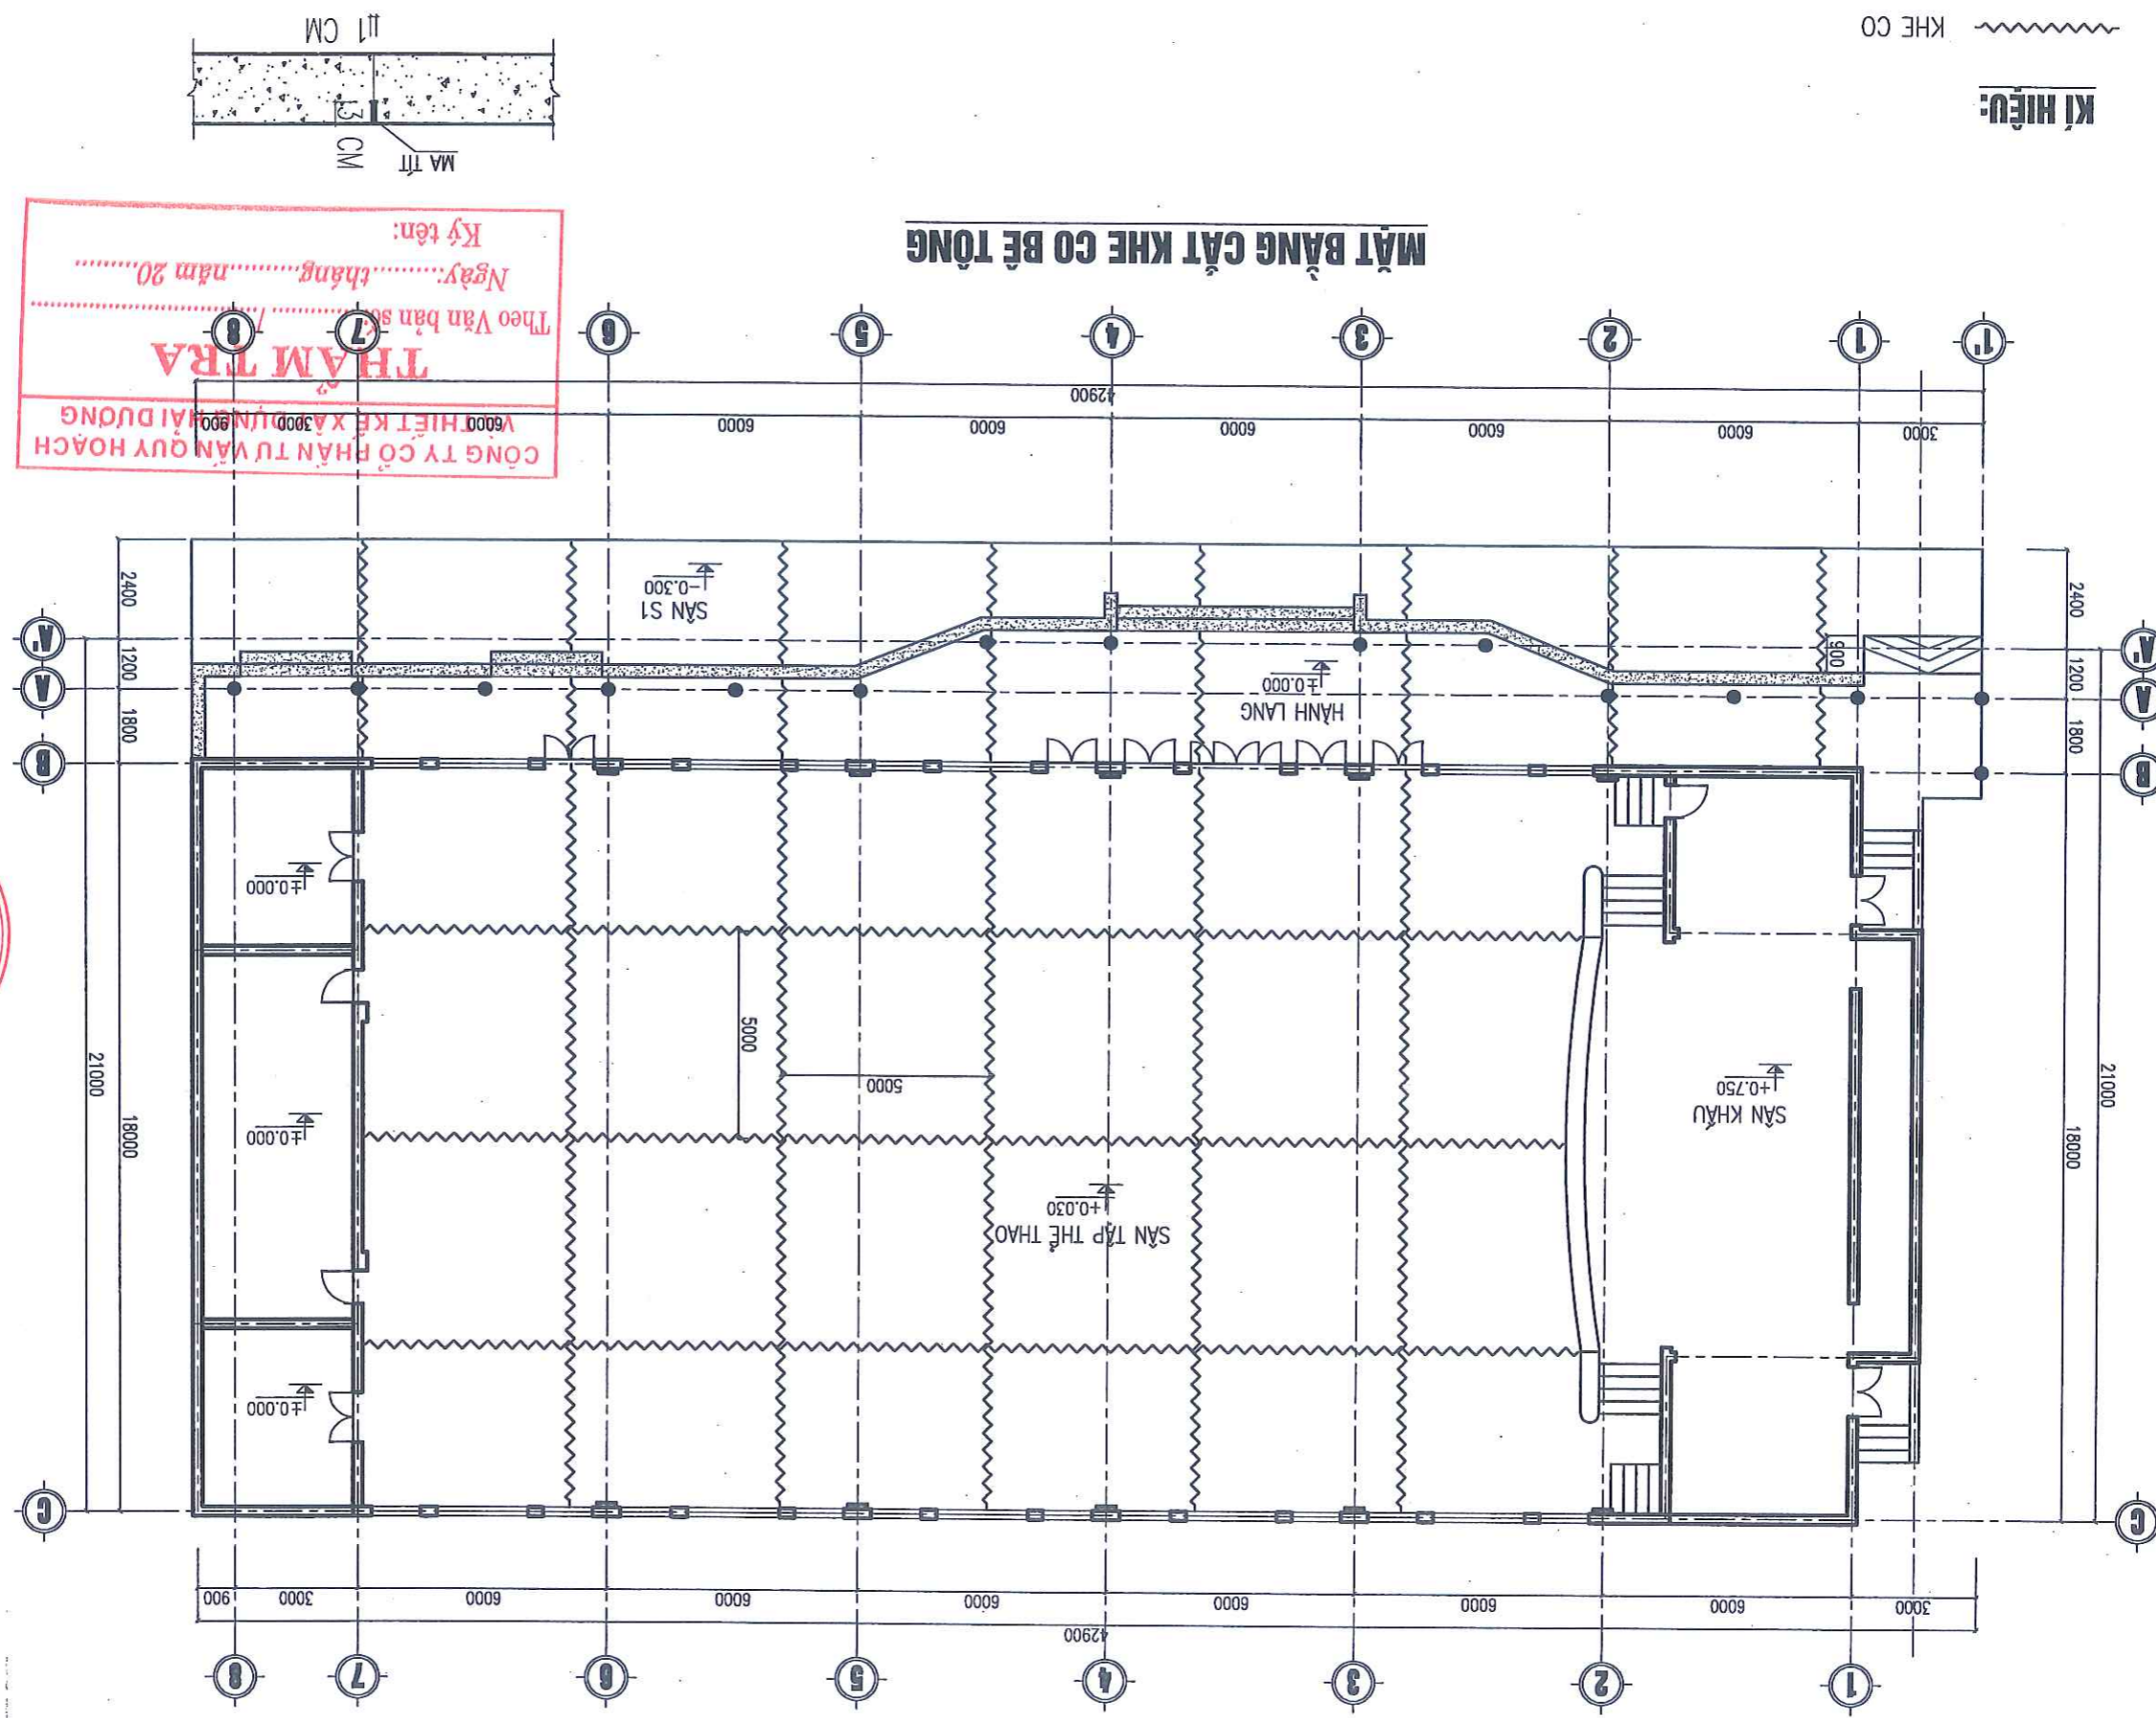 1 2 3 4 5 6 7 8
42900
3000 6000 6000 6000 6000 6000 6000 3000 900
C
C
±0.000
SÂN TẬP THỂ THAO
+0.030
SÂN KHẤU
+0.750
±0.000
18000
21000
18000
21000
5000
5000
±0.000
B
B
HÀNH LANG
±0.000
1800
1800
A
A
1200
1200
900
A'
A'
SÂN S1
-0.300
2400
2400
CÔNG TY CỔ PHẦN TƯ VẤN QUY HOẠCH
VÀ THIẾT KẾ XÂY DỰNG HẢI DƯƠNG
3000 6000 6000 6000 6000 6000 6000 3000 900
42900
THẨM TRA
1' 1 2 3 4 5 6 7 8
Theo Văn bản số:............/............
Ngày:.........tháng..........năm 20.........
Ký tên:
MẶT BẰNG CẮT KHE CO BÊ TÔNG
MA TÍT
3 CM
1 CM
KÍ HIỆU:
KHE CO